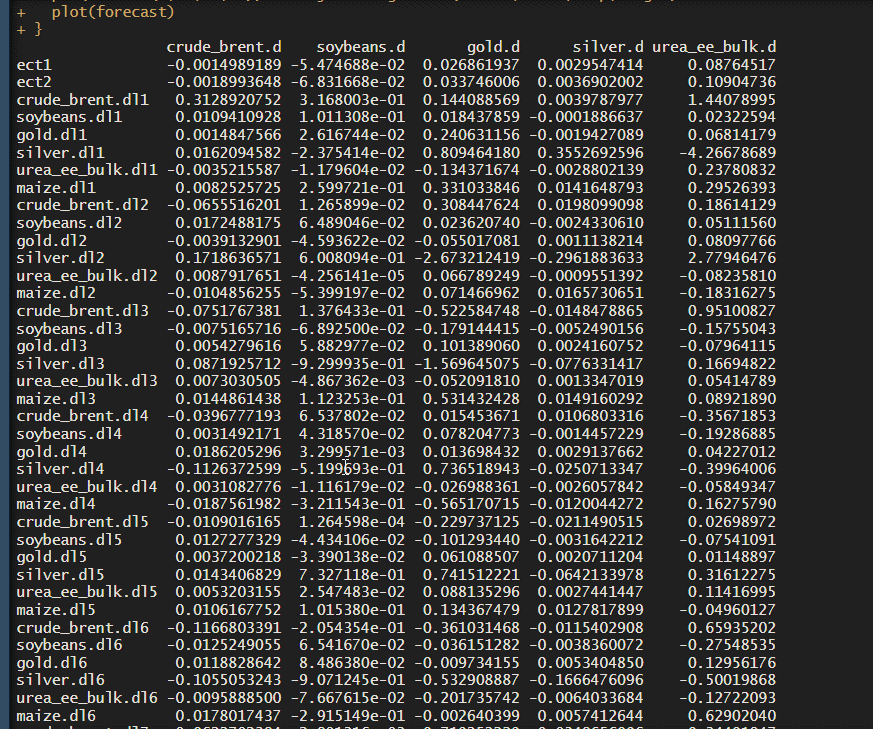 +   plot(forecast)
+ }
crude_brent.d soybeans.d gold.d silver.d urea_ee_bulk.d
ect1 -0.0014989189 -5.474688e-02 0.026861937 0.0029547414 0.08764517
ect2 -0.0018993648 -6.831668e-02 0.033746006 0.0036902002 0.10904736
crude_brent.dl1 0.3128920752 3.168003e-01 0.144088569 0.0039787977 1.44078995
soybeans.dl1 0.0109410928 1.011308e-01 0.018437859 -0.0001886637 0.02322594
gold.dl1 0.0014847566 2.616744e-02 0.240631156 -0.0019427089 0.06814179
silver.dl1 0.0162094582 -2.375414e-02 0.809464180 0.3552692596 -4.26678689
urea_ee_bulk.dl1 -0.0035215587 -1.179604e-02 -0.134371674 -0.0028802139 0.23780832
maize.dl1 0.0082525725 2.599721e-01 0.331033846 0.0141648793 0.29526393
crude_brent.dl2 -0.0655516201 1.265899e-02 0.308447624 0.0198099098 0.18614129
soybeans.dl2 0.0172488175 6.489046e-02 0.023620740 -0.0024330610 0.05111560
gold.dl2 -0.0039132901 -4.593622e-02 -0.055017081 0.0011138214 0.08097766
silver.dl2 0.1718636571 6.008094e-01 -2.673212419 -0.2961883633 2.77946476
urea_ee_bulk.dl2 0.0087917651 -4.256141e-05 0.066789249 -0.0009551392 -0.08235810
maize.dl2 -0.0104856255 -5.399197e-02 0.071466962 0.0165730651 -0.18316275
crude_brent.dl3 -0.0751767381 1.376433e-01 -0.522584748 -0.0148478865 0.95100827
soybeans.dl3 -0.0075165716 -6.892500e-02 -0.179144415 -0.0052490156 -0.15755043
gold.dl3 0.0054279616 5.882977e-02 0.101389060 0.0024160752 -0.07964115
silver.dl3 0.0871925712 -9.299935e-01 -1.569645075 -0.0776331417 0.16694822
urea_ee_bulk.dl3 0.0073030505 -4.867362e-03 -0.052091810 0.0013347019 0.05414789
maize.dl3 0.0144861438 1.123253e-01 0.531432428 0.0149160292 0.08921890
crude_brent.dl4 -0.0396777193 6.537802e-02 0.015453671 0.0106803316 -0.35671853
soybeans.dl4 0.0031492171 4.318570e-02 0.078204773 -0.0014457229 -0.19286885
gold.dl4 0.0186205296 3.299571e-03 0.013698432 0.0029137662 0.04227012
silver.dl4 -0.1126372599 -5.199693e-01 0.736518943 -0.0250713347 -0.39964006
urea_ee_bulk.dl4 0.0031082776 -1.116179e-02 -0.026988361 -0.0026057842 -0.05849347
maize.dl4 -0.0187561982 -3.211543e-01 -0.565170715 -0.0120044272 0.16275790
crude_brent.dl5 -0.0109016165 1.264598e-04 -0.229737125 -0.0211490515 0.02698972
soybeans.dl5 0.0127277329 -4.434106e-02 -0.101293440 -0.0031642212 -0.07541091
gold.dl5 0.0037200218 -3.390138e-02 0.061088507 0.0020711204 0.01148897
silver.dl5 0.0143406829 7.327118e-01 0.741512221 -0.0642133978 0.31612275
urea_ee_bulk.dl5 0.0053203155 2.547483e-02 0.088135296 0.0027441447 0.11416995
maize.dl5 0.0106167752 1.015380e-01 0.134367479 0.0127817899 -0.04960127
crude_brent.dl6 -0.1166803391 -2.054354e-01 -0.361031468 -0.0115402908 0.65935202
soybeans.dl6 -0.0125249055 6.541670e-02 -0.036151282 -0.0038360072 -0.27548535
gold.dl6 0.0118828642 8.486380e-02 -0.009734155 0.0053404850 0.12956176
silver.dl6 -0.1055053243 -9.071245e-01 -0.532908887 -0.1666476096 -0.50019868
urea_ee_bulk.dl6 -0.0095888500 -7.667615e-02 -0.201735742 -0.0064033684 -0.12722093
maize.dl6 0.0178017437 -2.915149e-01 -0.002640399 0.0057412644 0.62902040